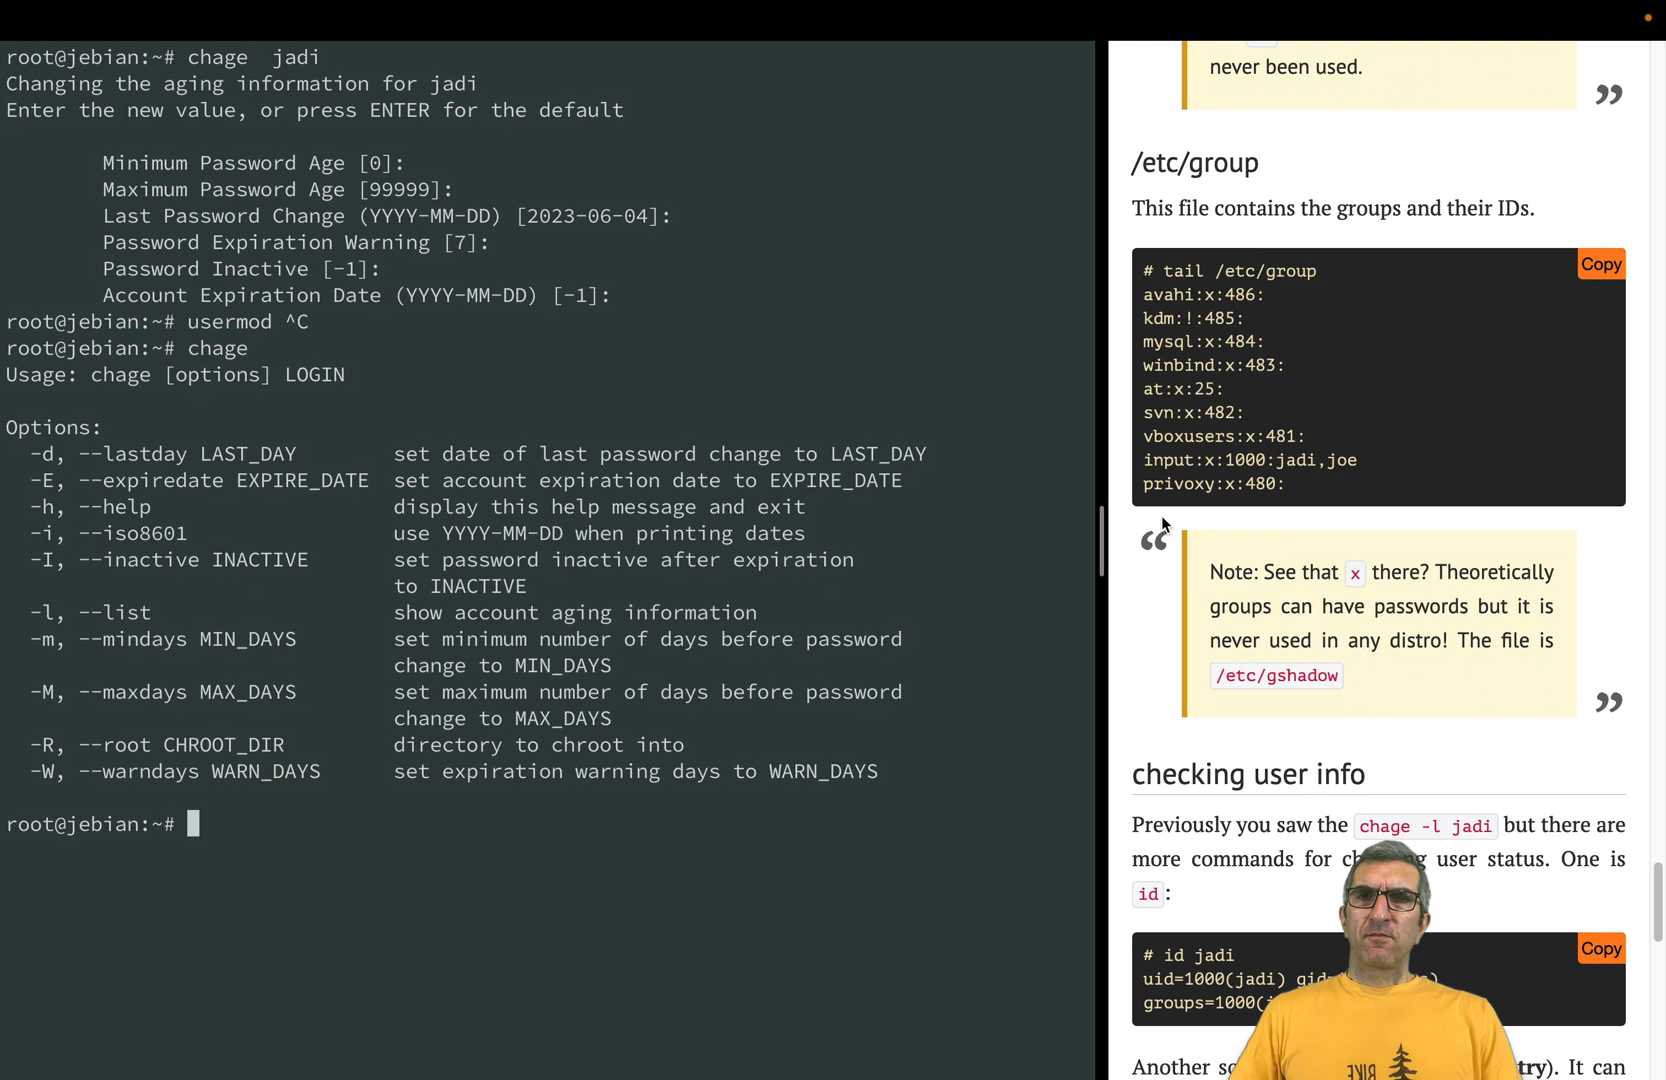 root@jebian:~# chage  jadi
Changing the aging information for jadi
Enter the new value, or press ENTER for the default
Minimum Password Age [0]:
Maximum Password Age [99999]:
Last Password Change (YYYY-MM-DD) [2023-06-04]:
Password Expiration Warning [7]:
Password Inactive [-1]:
Account Expiration Date (YYYY-MM-DD) [-1]:
root@jebian:~# usermod ^C
root@jebian:~# chage
Usage: chage [options] LOGIN
Options:
-d, --lastday LAST_DAY set date of last password change to LAST_DAY
-E, --expiredate EXPIRE_DATE set account expiration date to EXPIRE_DATE
-h, --help display this help message and exit
-i, --iso8601 use YYYY-MM-DD when printing dates
-I, --inactive INACTIVE set password inactive after expiration
to INACTIVE
-l, --list show account aging information
-m, --mindays MIN_DAYS set minimum number of days before password
change to MIN_DAYS
-M, --maxdays MAX_DAYS set maximum number of days before password
change to MAX_DAYS
-R, --root CHROOT_DIR directory to chroot into
-W, --warndays WARN_DAYS set expiration warning days to WARN_DAYS
root@jebian:~#
never been used.
”
/etc/group
This file contains the groups and their IDs.
Copy
# tail /etc/group
avahi:x:486:
kdm:!:485:
mysql:x:484:
winbind:x:483:
at:x:25:
svn:x:482:
vboxusers:x:481:
input:x:1000:jadi,joe
privoxy:x:480:
“
Note: See that x there? Theoretically
groups can have passwords but it is
never used in any distro! The file is
/etc/gshadow
”
checking user info
Previously you saw the chage -l jadi but there are
more commands for user status. One is
id:
Copy
# id jadi
uid=1000(jadi)
groups=1000(
Another try). It can